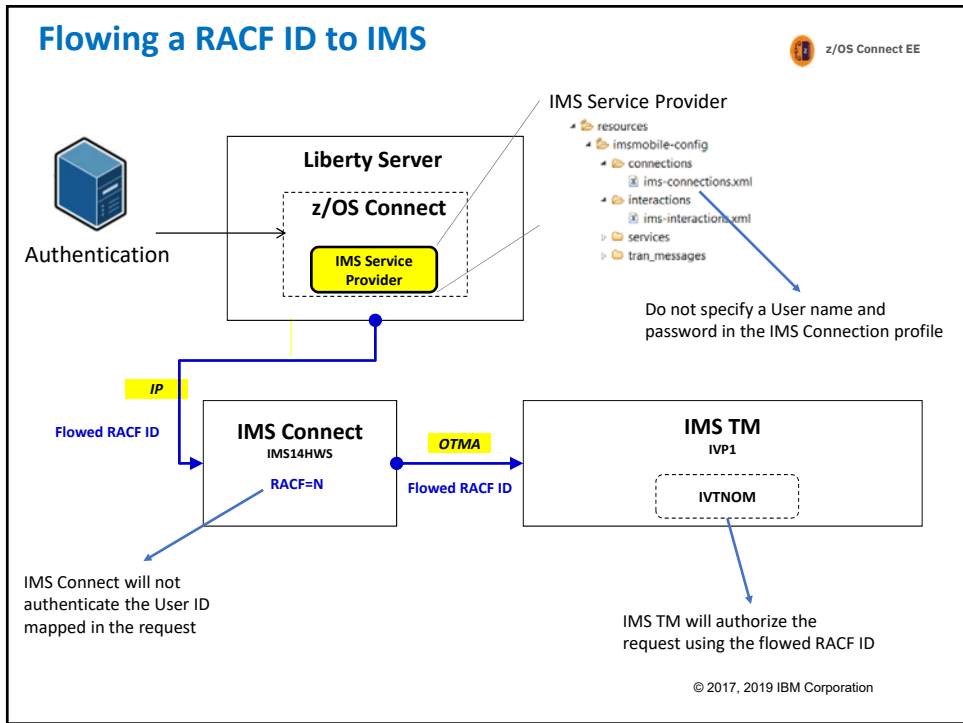 Flowing a RACF ID to IMS
z/OS Connect EE
IMS Service Provider
resources
imsmobile-config
connections
ims-connections.xml
interactions
ims-interactions.xml
services
tran_messages
Liberty Server
z/OS Connect
IMS Service
Provider
Authentication
Do not specify a User name and
password in the IMS Connection profile
IP
Flowed RACF ID
IMS Connect
IMS14HWS
RACF=N
OTMA
Flowed RACF ID
IMS TM
IVP1
IVTNOM
IMS Connect will not
authenticate the User ID
mapped in the request
IMS TM will authorize the
request using the flowed RACF ID
© 2017, 2019 IBM Corporation